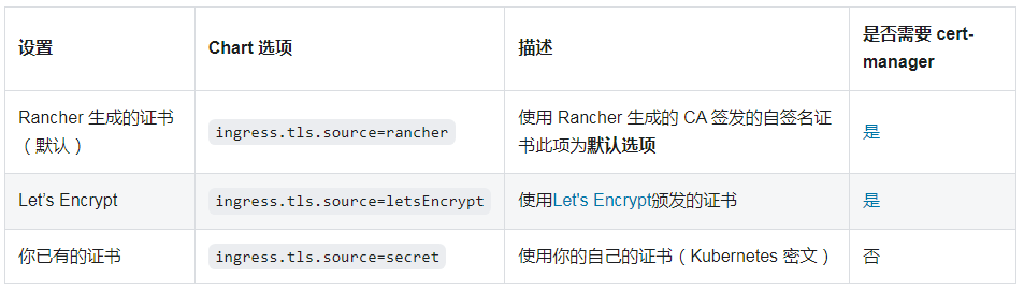 设置
Chart 选项
描述
是否需要 cert-
manager
Rancher 生成的证书
（默认）
ingress.tls.source=rancher
使用 Rancher 生成的 CA 签发的自签名证
书此项为默认选项
是
Let’s Encrypt
ingress.tls.source=letsEncrypt
使用Let's Encrypt颁发的证书
是
你已有的证书
ingress.tls.source=secret
使用你的自己的证书（Kubernetes 密文）
否